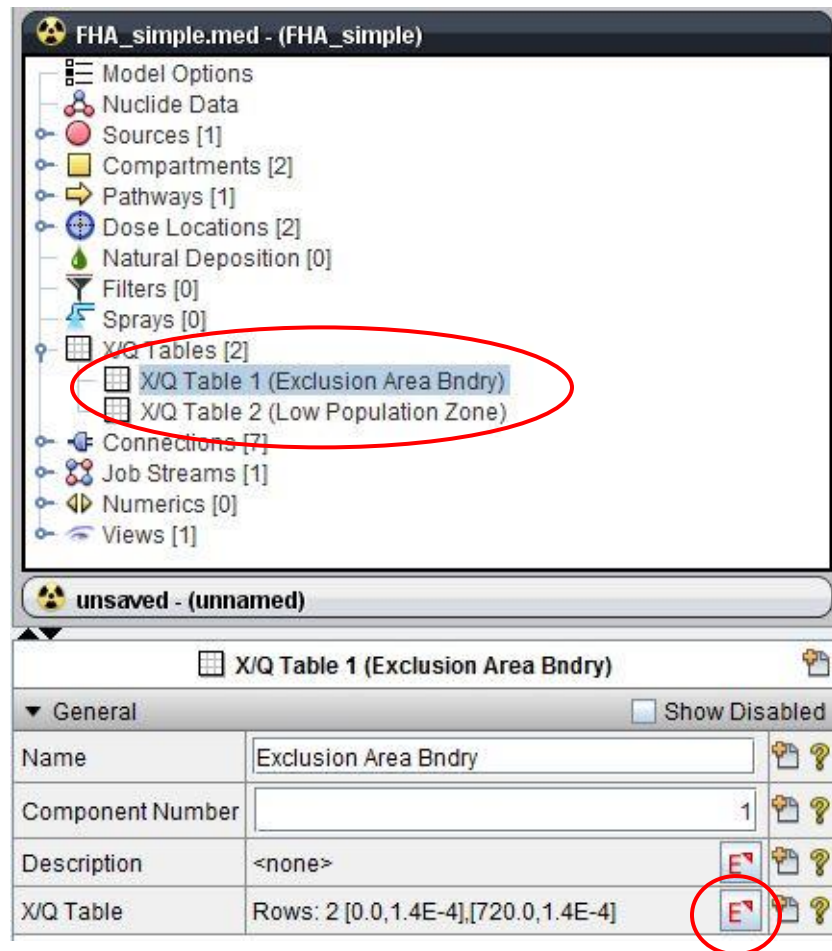 FHA_simple.med - (FHA_simple)
Model Options
Nuclide Data
Sources [1]
Compartments [2]
Pathways [1]
Dose Locations [2]
Natural Deposition [0]
Filters [0]
Sprays [0]
X/Q Tables [2]
X/Q Table 1 (Exclusion Area Bndry)
X/Q Table 2 (Low Population Zone)
Connections [7]
Job Streams [1]
Numerics [0]
Views [1]
unsaved - (unnamed)
X/Q Table 1 (Exclusion Area Bndry)
General Show Disabled
Name Exclusion Area Bndry ?
Component Number 1 ?
Description <none> E ?
X/Q Table Rows: 2 [0.0,1.4E-4],[720.0,1.4E-4] E ?